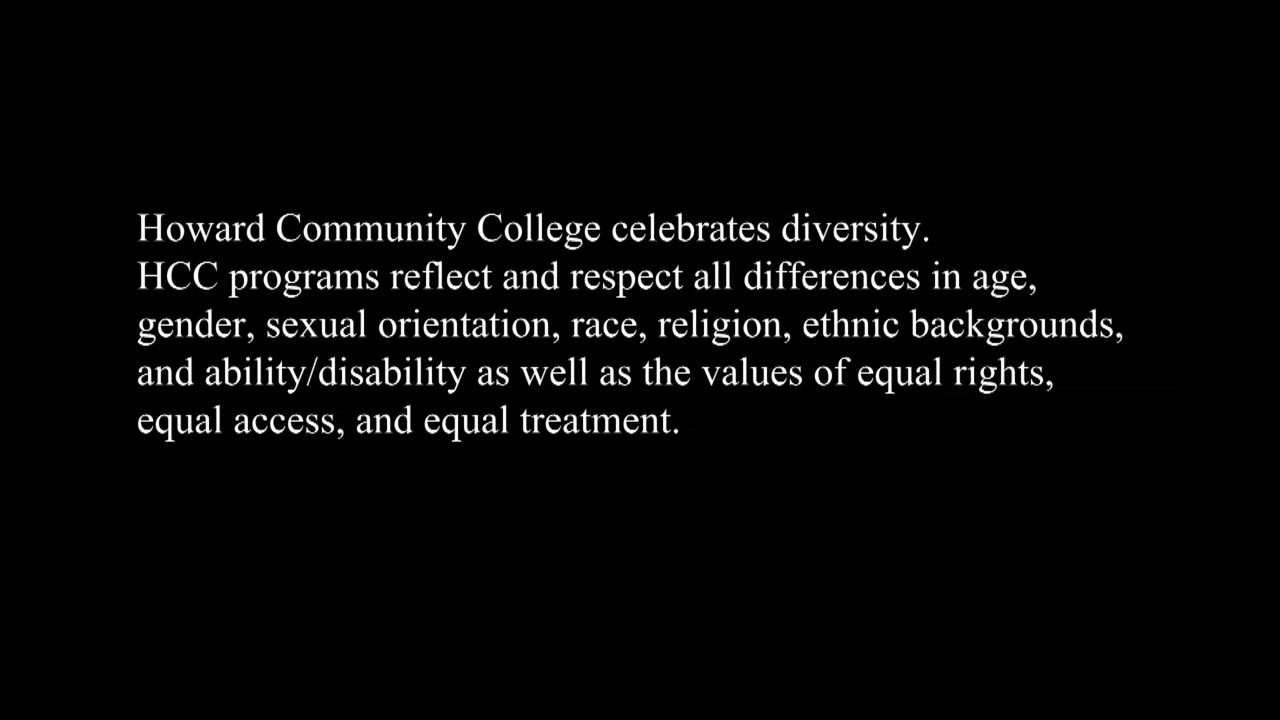 Howard Community College celebrates diversity.
HCC programs reflect and respect all differences in age,
gender, sexual orientation, race, religion, ethnic backgrounds,
and ability/disability as well as the values of equal rights,
equal access, and equal treatment.